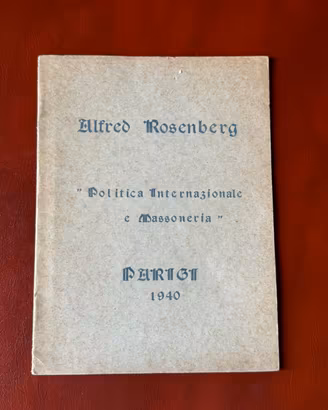 Alfred Rosenberg
"Politica Internazionale
e Massoneria"
PARIGI
1940